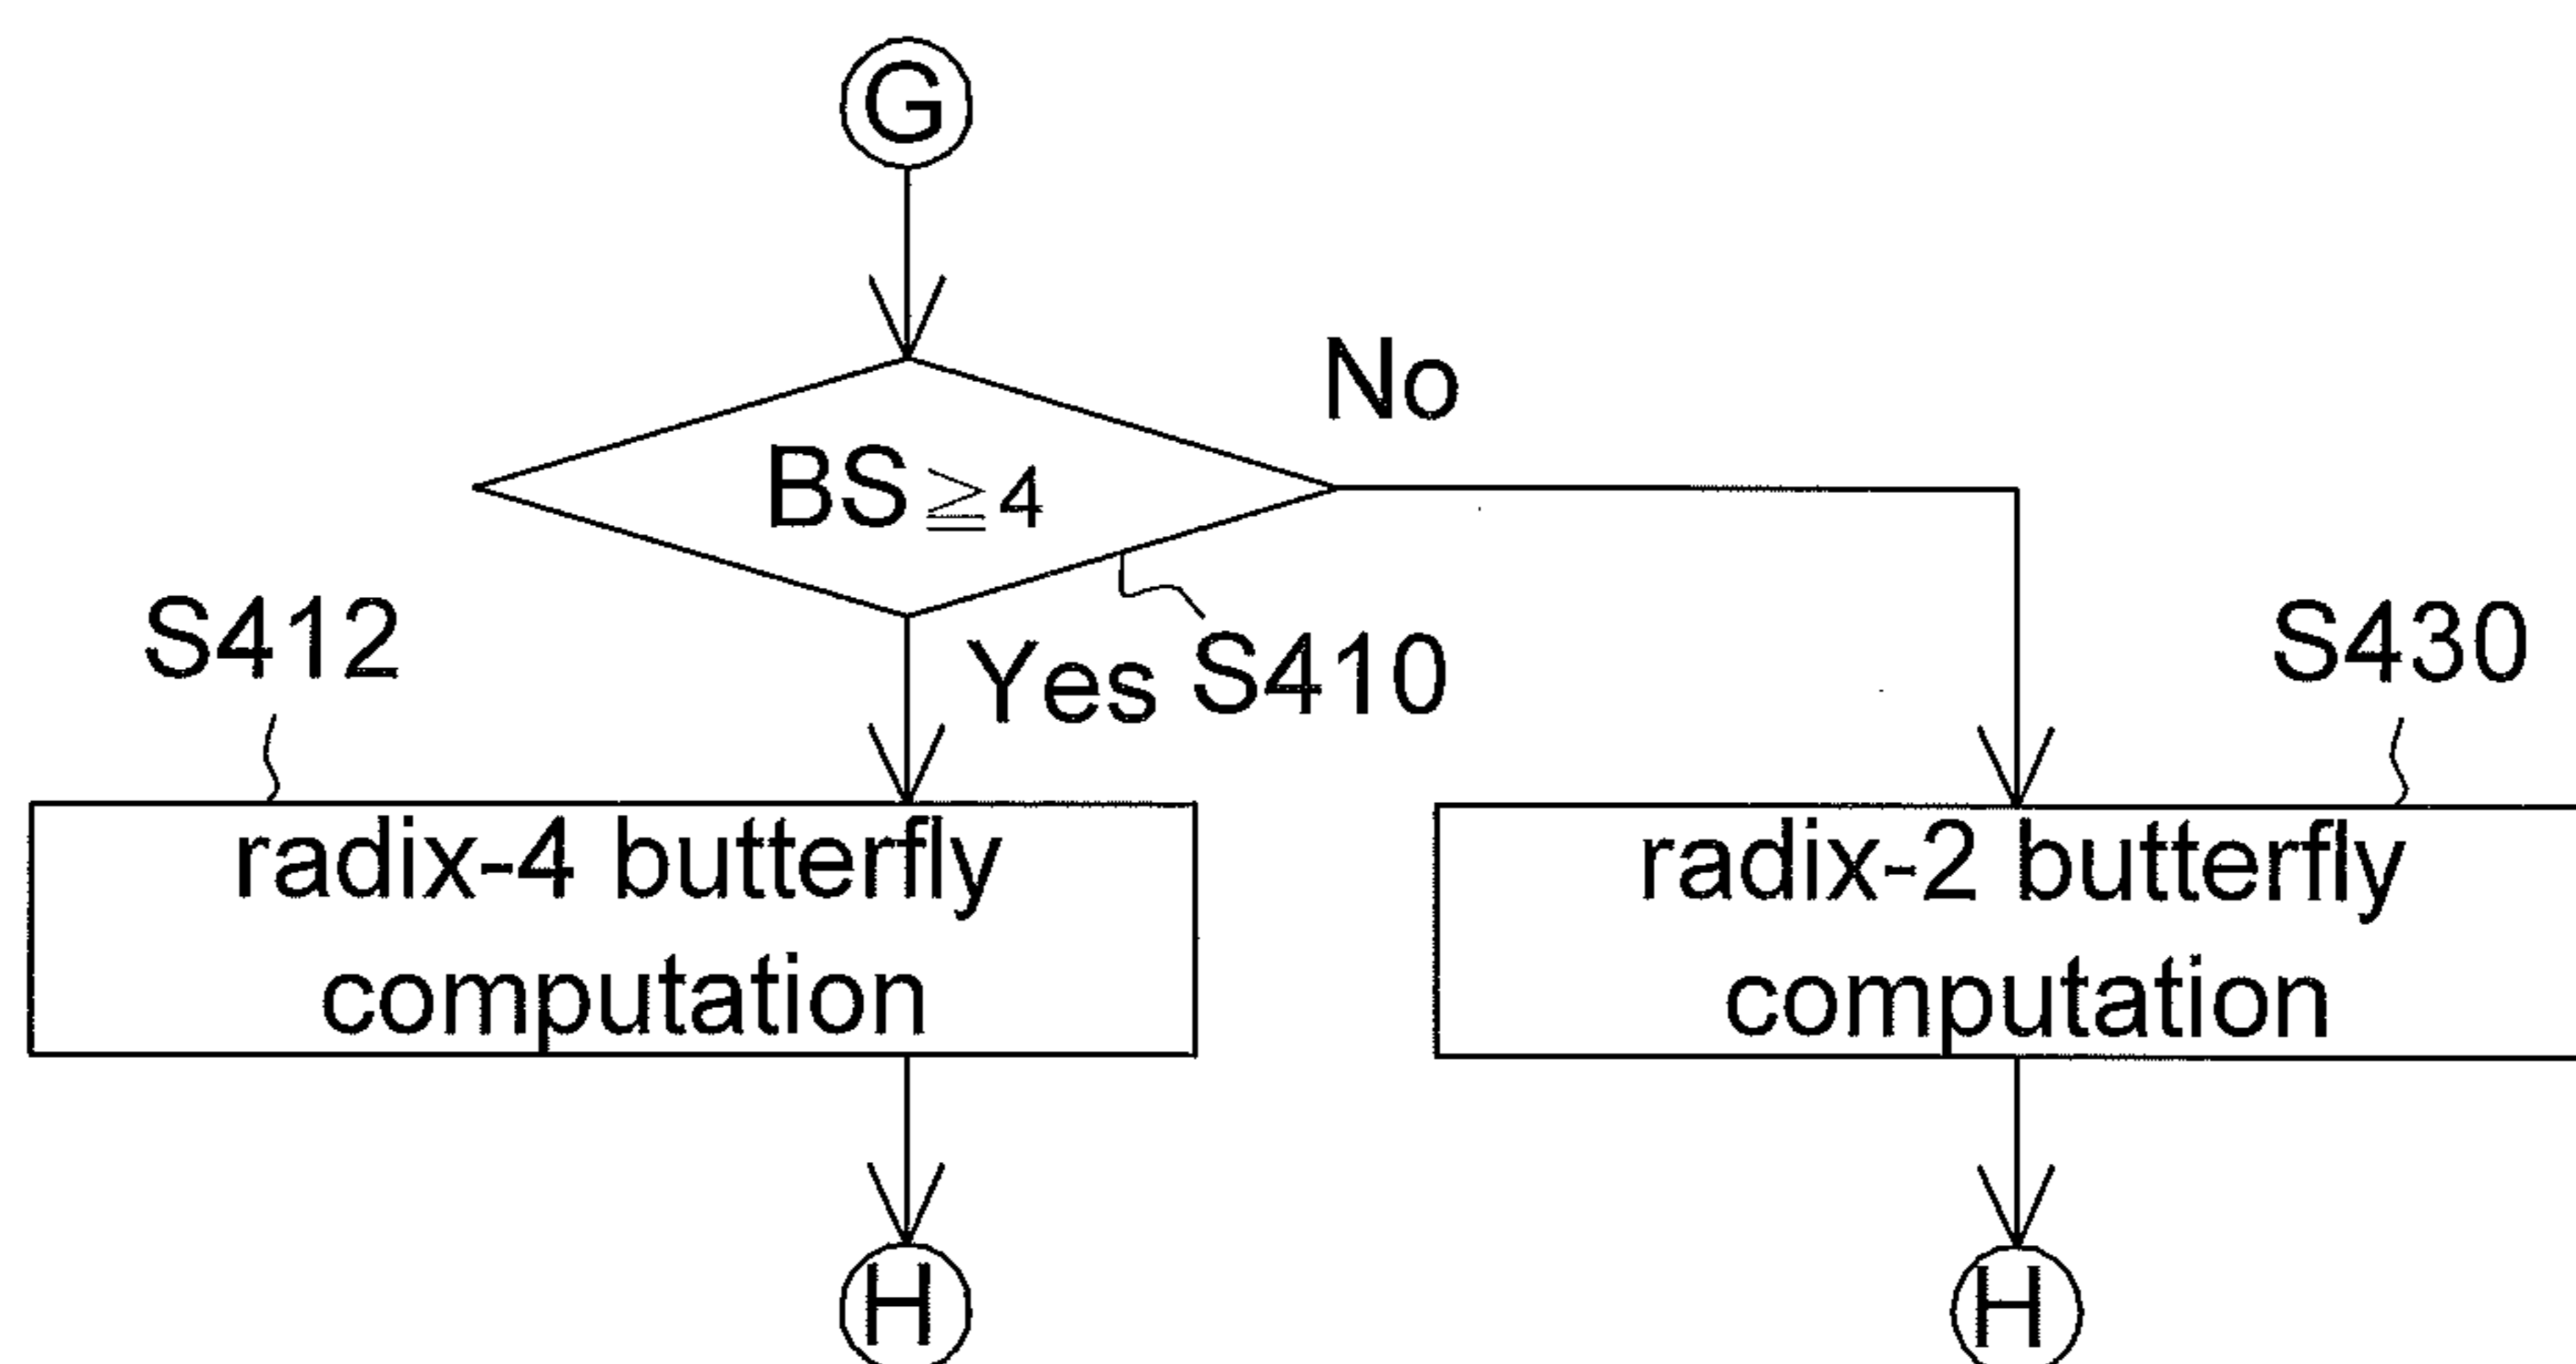 G
No
BS≧4
S412
Yes
S410
S430
radix-4 butterfly
computation
radix-2 butterfly
computation
H
H